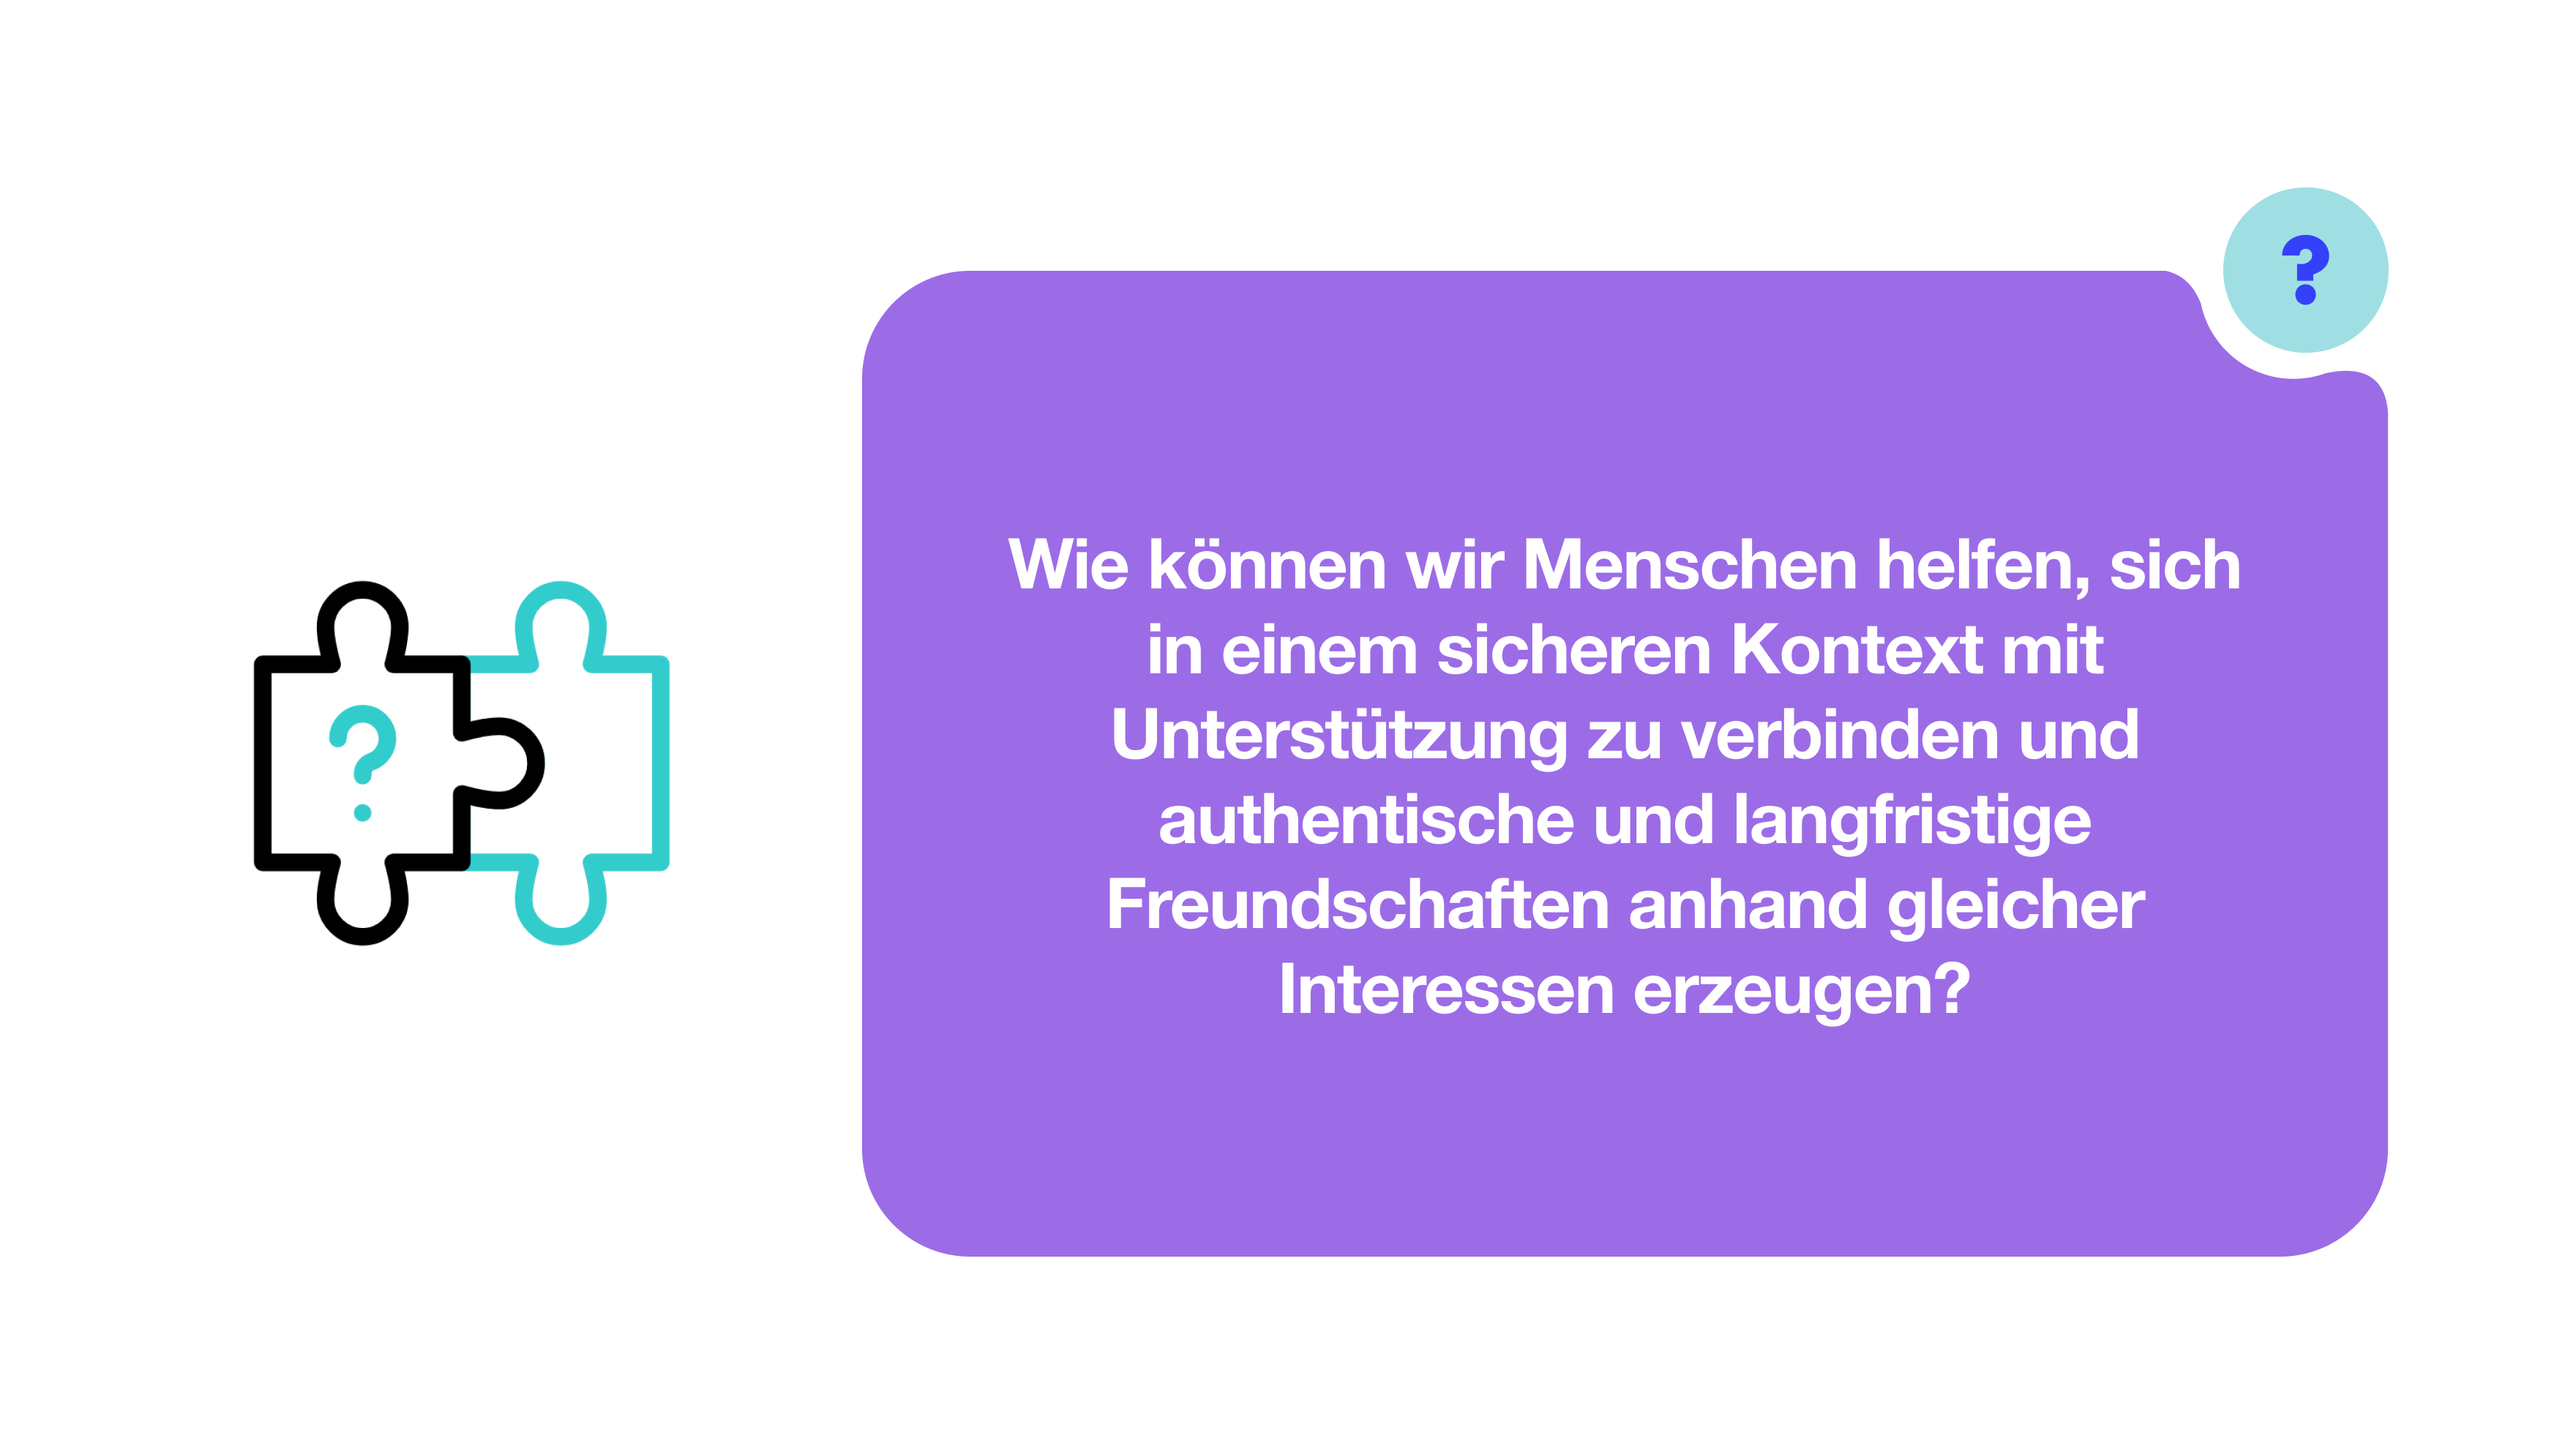 ?
?
Wie können wir Menschen helfen, sich
in einem sicheren Kontext mit
Unterstützung zu verbinden und
authentische und langfristige
Freundschaften anhand gleicher
Interessen erzeugen?